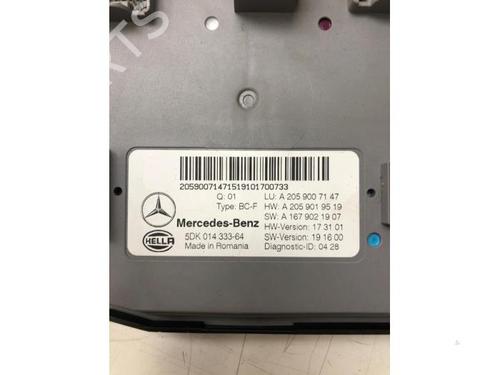 PARTS
20590071471519101700733
Q: 01 LU: A 205 900 71 47
Type: BC-F HW: A 205 901 95 19
Mercedes-Benz SW: A 167 902 19 07
HW-Version: 17 31 01
HELLA 5DK 014 333-64 SW-Version: 19 16 00
Made in Romania Diagnostic-ID: 04 28